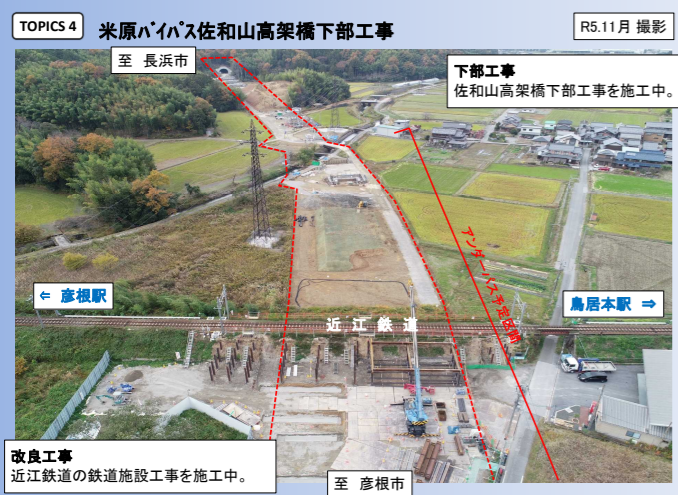 TOPICS 4
米原バイパス佐和山高架橋下部工事
R5.11月 撮影
至 長浜市
下部工事
佐和山高架橋下部工事を施工中。
アンダーパス予定区間
⇐ 彦根駅
鳥居本駅 ⇒
近江鉄道
改良工事
近江鉄道の鉄道施設工事を施工中。
至 彦根市